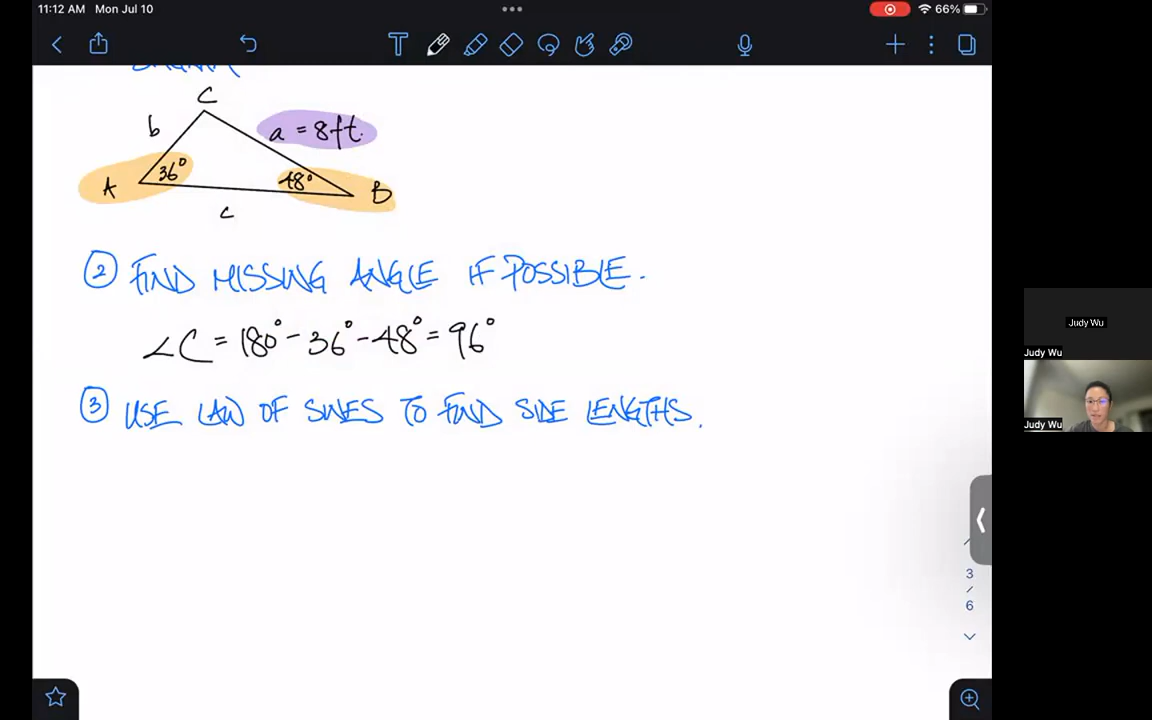 11:12 AM Mon Jul 10
66%
T
C
b
a = 8ft.
A
36°
48°
B
c
② FIND MISSING ANGLE IF POSSIBLE.
∠C = 180° - 36° - 48° = 96°
③ USE LAW OF SINES TO FIND SIDE LENGTHS.
3
/
6
Judy Wu
Judy Wu
Judy Wu